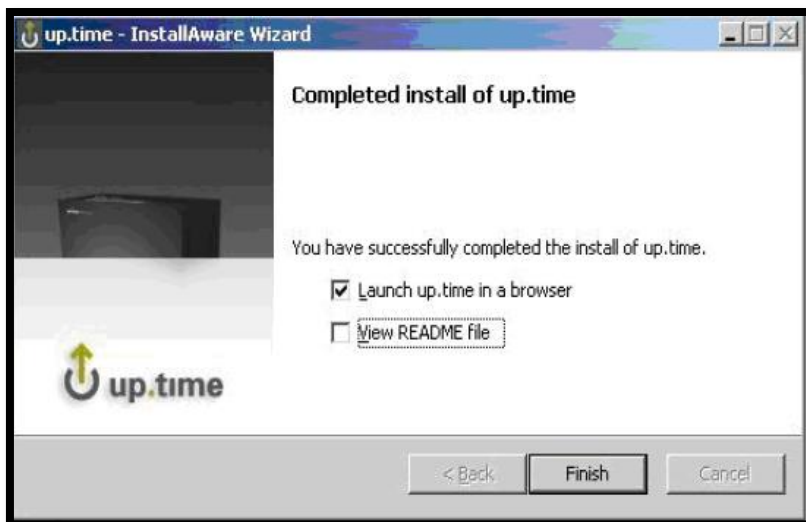 up.time - InstallAware Wizard
Completed install of up.time
You have successfully completed the install of up.time.
Launch up.time in a browser
View README file
up.time
< Back Finish Cancel